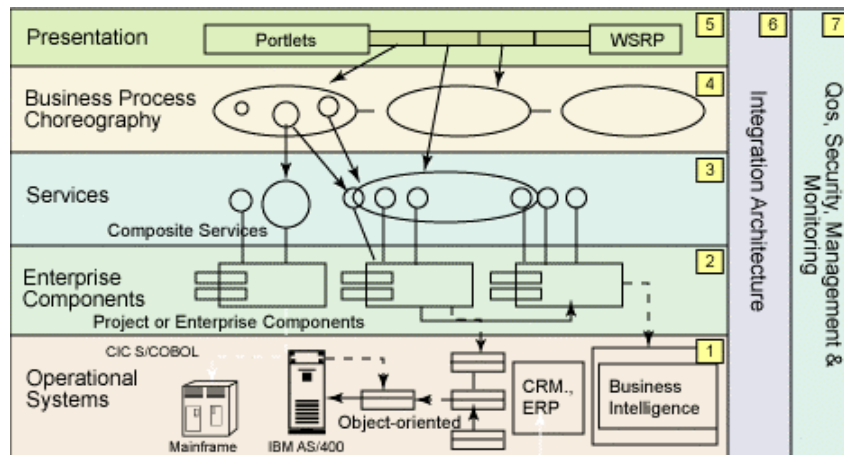 Presentation
Portlets
WSRP
5
6
7
Business Process
Choreography
4
Services
3
Composite Services
Enterprise
Components
2
Project or Enterprise Components
CIC S/COBOL
1
Operational
Systems
Mainframe
IBM AS/400
Object-oriented
CRM.,
ERP
Business
Intelligence
Integration Architecture
Qos, Security, Management &
Monitoring